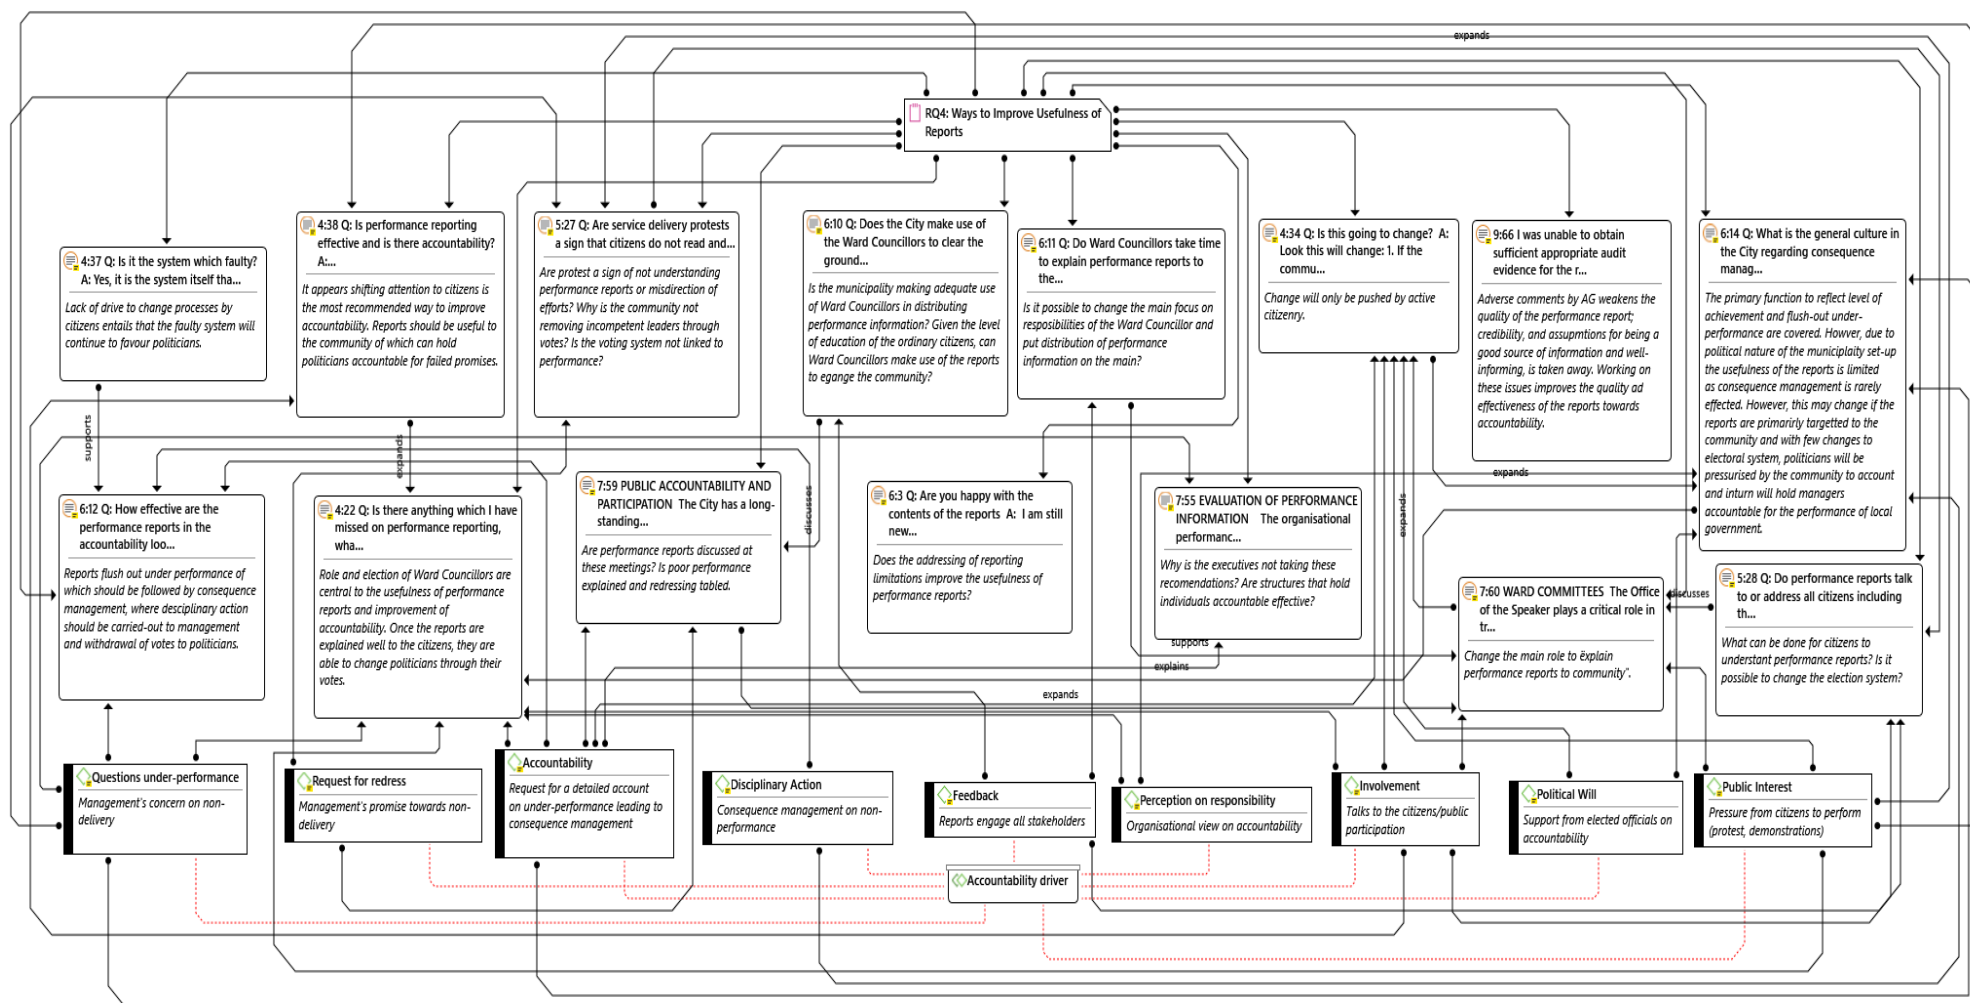 expands
RQ4: Ways to Improve Usefulness of
Reports
4:37 Q: Is it the system which faulty?
A: Yes, it is the system itself tha...
Lack of drive to change processes by
citizens entails that the faulty system will
continue to favour politicians.
4:38 Q: Is performance reporting
effective and is there accountability?
A:...
It appears shifting attention to citizens is
the most recommended way to improve
accountability. Reports should be useful to
the community of which can hold
politicians accountable for failed promises.
5:27 Q: Are service delivery protests
a sign that citizens do not read and...
Are protest a sign of not understanding
performance reports or misdirection of
efforts? Why is the community not
removing incompetent leaders through
votes? Is the voting system not linked to
performance?
6:10 Q: Does the City make use of
the Ward Councillors to clear the
ground...
Is the municipality making adequate use
of Ward Councillors in distributing
performance information? Given the level
of education of the ordinary citizens, can
Ward Councillors make use of the reports
to egange the community?
6:11 Q: Do Ward Councillors take time
to explain performance reports to
the...
Is it possible to change the main focus on
resposibilities of the Ward Councillor and
put distribution of performance
information on the main?
4:34 Q: Is this going to change? A:
Look this will change: 1. If the
commu...
Change will only be pushed by active
citizenry.
9:66 I was unable to obtain
sufficient appropriate audit
evidence for the r...
Adverse comments by AG weakens the
quality of the performance report;
credibility, and assupmtions for being a
good source of information and well-
informing, is taken away. Working on
these issues improves the quality ad
effectiveness of the reports towards
accountability.
6:14 Q: What is the general culture in
the City regarding consequence
manag...
The primary function to reflect level of
achievement and flush-out under-
performance are covered. Howver, due to
political nature of the municiplaity set-up
the usefulness of the reports is limited
as consequence management is rarely
effected. However, this may change if the
reports are primarirly targetted to the
community and with few changes to
electoral system, politicians will be
pressurised by the community to account
and inturn will hold managers
accountable for the performance of local
government.
supports
expands
discusses
expands
expands
6:12 Q: How effective are the
performance reports in the
accountability loo...
Reports flush out under performance of
which should be followed by consequence
management, where desciplinary action
should be carried-out to management
and withdrawal of votes to politicians.
4:22 Q: Is there anything which I have
missed on performance reporting,
wha...
Role and election of Ward Councillors are
central to the usefulness of performance
reports and improvement of
accountability. Once the reports are
explained well to the citizens, they are
able to change politicians through their
votes.
7:59 PUBLIC ACCOUNTABILITY AND
PARTICIPATION The City has a long-
standing...
Are performance reports discussed at
these meetings? Is poor performance
explained and redressing tabled.
6:3 Q: Are you happy with the
contents of the reports A: I am still
new...
Does the addressing of reporting
limitations improve the usefulness of
performance reports?
7:55 EVALUATION OF PERFORMANCE
INFORMATION The organisational
performanc...
Why is the executives not taking these
recomendations? Are structures that hold
individuals accountable effective?
7:60 WARD COMMITTEES The Office
of the Speaker plays a critical role in
tr...
Change the main role to ëxplain
performance reports to community".
discusses
5:28 Q: Do performance reports talk
to or address all citizens including
th...
What can be done for citizens to
understant performance reports? Is it
possible to change the election system?
supports
explains
expands
Questions under-performance
Management's concern on non-
delivery
Request for redress
Management's promise towards non-
delivery
Accountability
Request for a detailed account
on under-performance leading to
consequence management
Disciplinary Action
Consequence management on non-
performance
Feedback
Reports engage all stakeholders
Perception on responsibility
Organisational view on accountability
Involvement
Talks to the citizens/public
participation
Political Will
Support from elected officials on
accountability
Public Interest
Pressure from citizens to perform
(protest, demonstrations)
Accountability driver